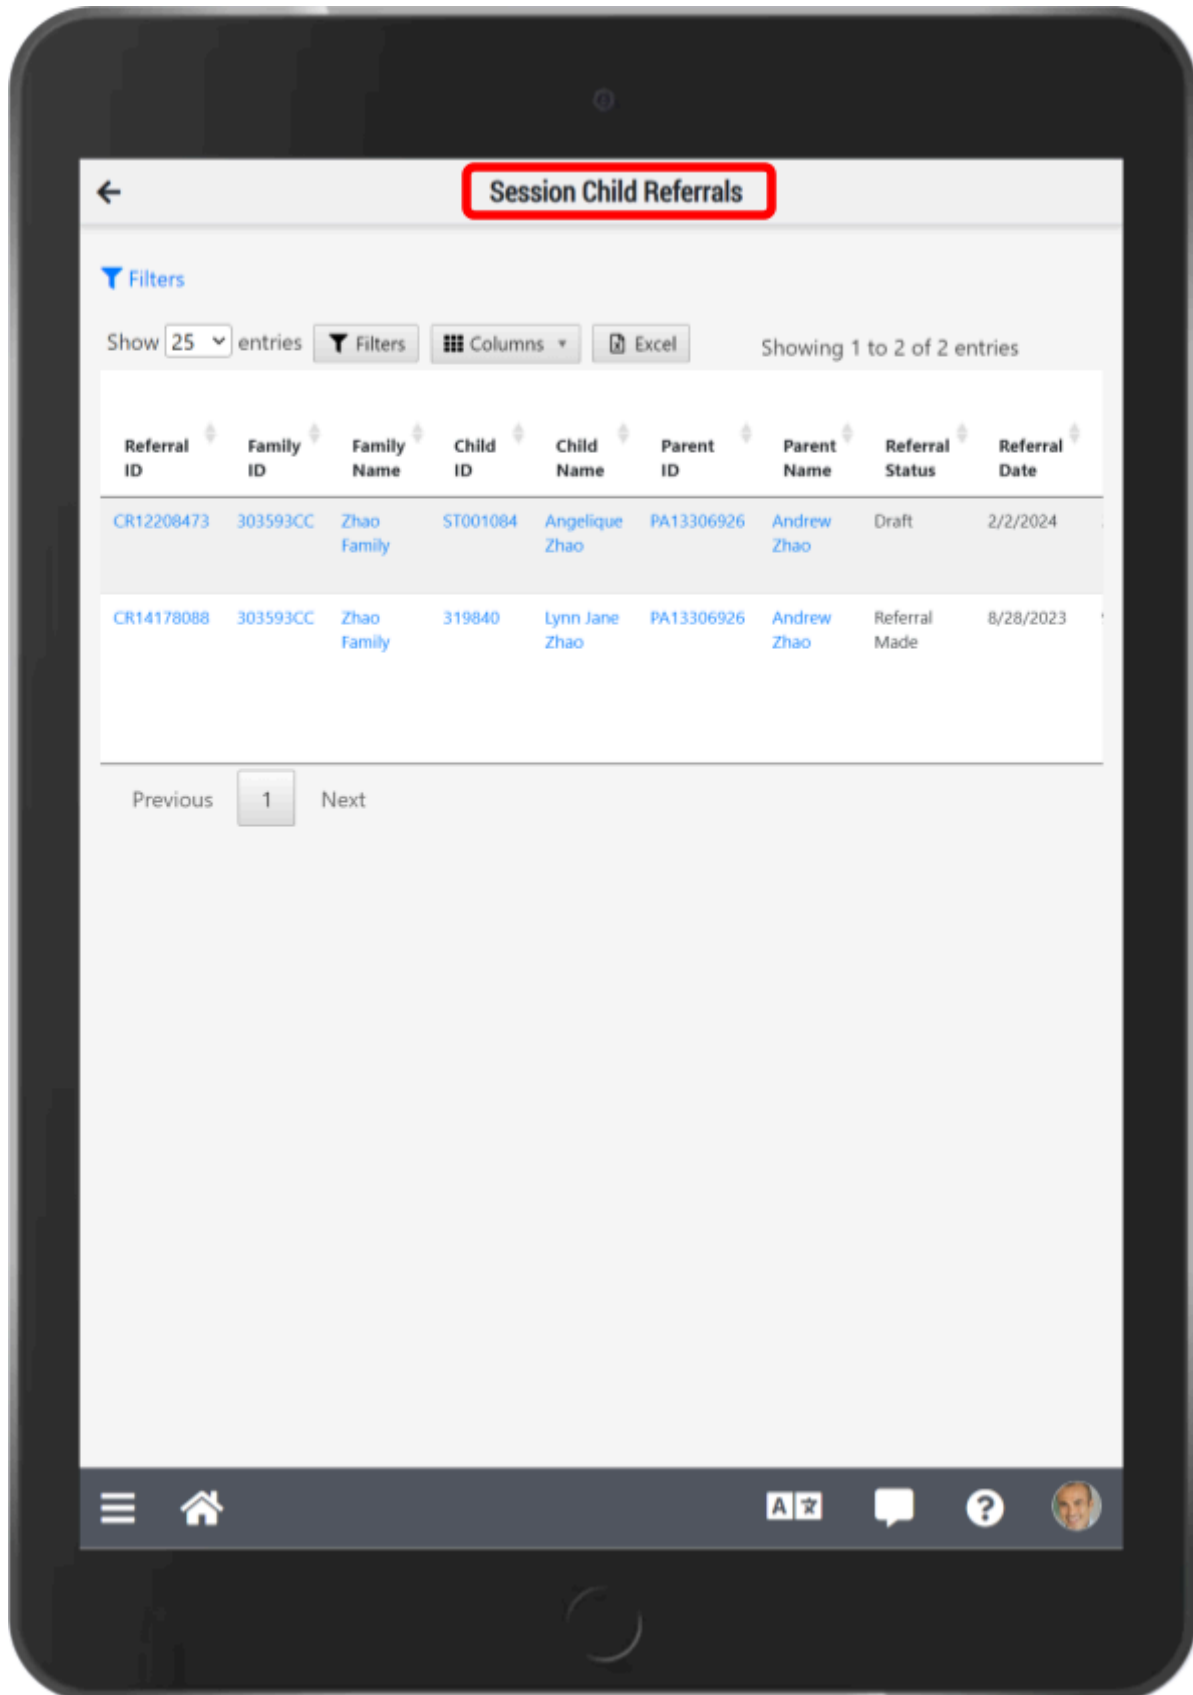 Session Child Referrals
Filters
Show 25 entries Filters Columns Excel Showing 1 to 2 of 2 entries
Referral Family Family Child Child Parent Parent Referral Referral
ID ID Name ID Name ID Name Status Date
CR12208473 303593CC Zhao ST001084 Angelique PA13306926 Andrew Draft 2/2/2024
Family Zhao Zhao
CR14178088 303593CC Zhao 319840 Lynn Jane PA13306926 Andrew Referral 8/28/2023
Family Zhao Zhao Made
Previous 1 Next
A